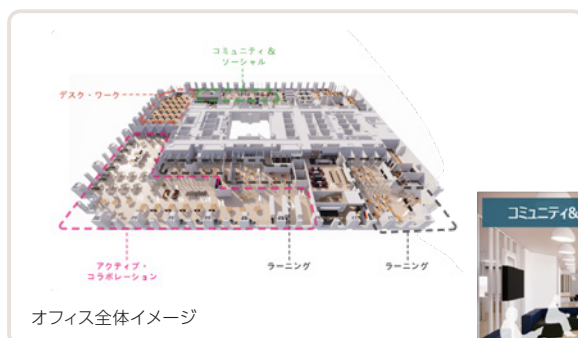 コミュニティ &
ソーシャル
デスク・ワーク
アクティブ・
コラボレーション
ラーニング
ラーニング
オフィス全体イメージ
コミュニティ&